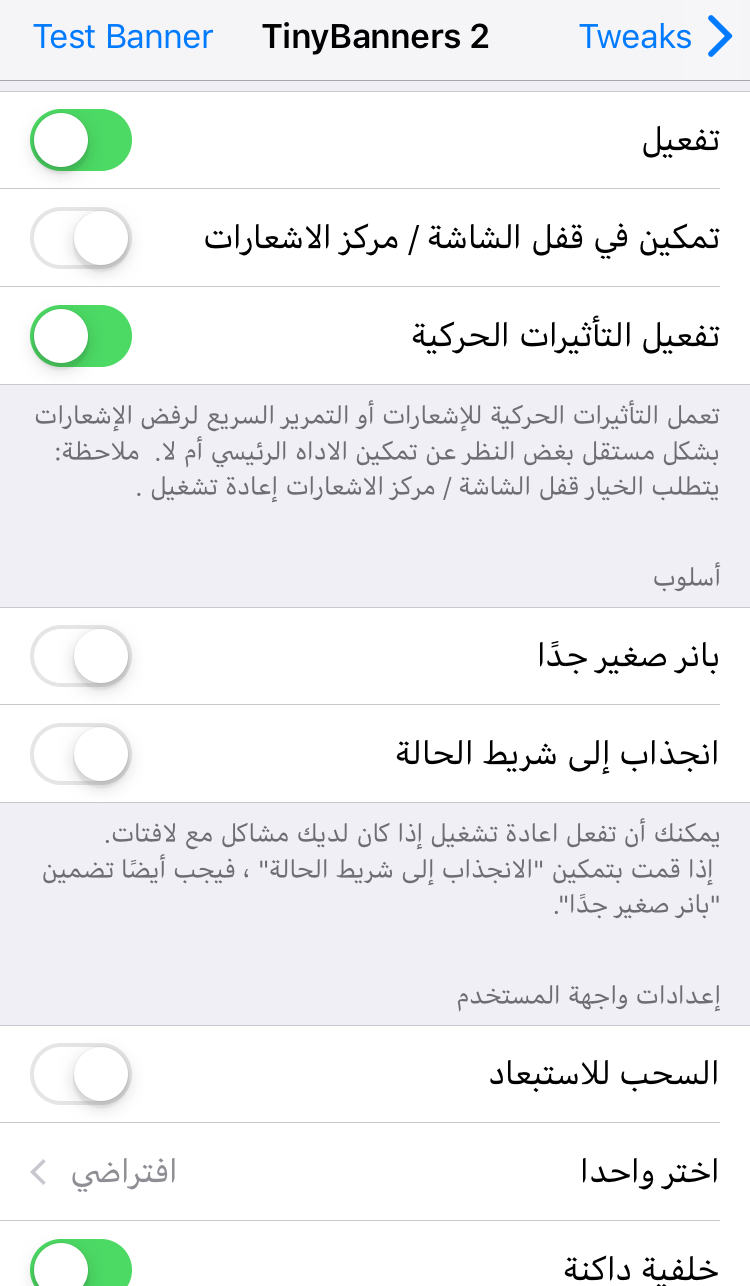 Test Banner TinyBanners 2 Tweaks
تفعيل
تمكين في قفل الشاشة / مركز الاشعارات
تفعيل التأثيرات الحركية
تعمل التأثيرات الحركية للإشعارات أو التمرير السريع لرفض الإشعارات
بشكل مستقل بغض النظر عن تمكين الاداه الرئيسي أم لا.  ملاحظة:
يتطلب الخيار قفل الشاشة / مركز الاشعارات إعادة تشغيل .
أسلوب
بانر صغير جدًا
انجذاب إلى شريط الحالة
يمكنك أن تفعل اعادة تشغيل إذا كان لديك مشاكل مع لافتات.
إذا قمت بتمكين "الانجذاب إلى شريط الحالة" ، فيجب أيضًا تضمين
"بانر صغير جدًا".
إعدادات واجهة المستخدم
السحب للاستبعاد
اختر واحدا افتراضي
خلفية داكنة